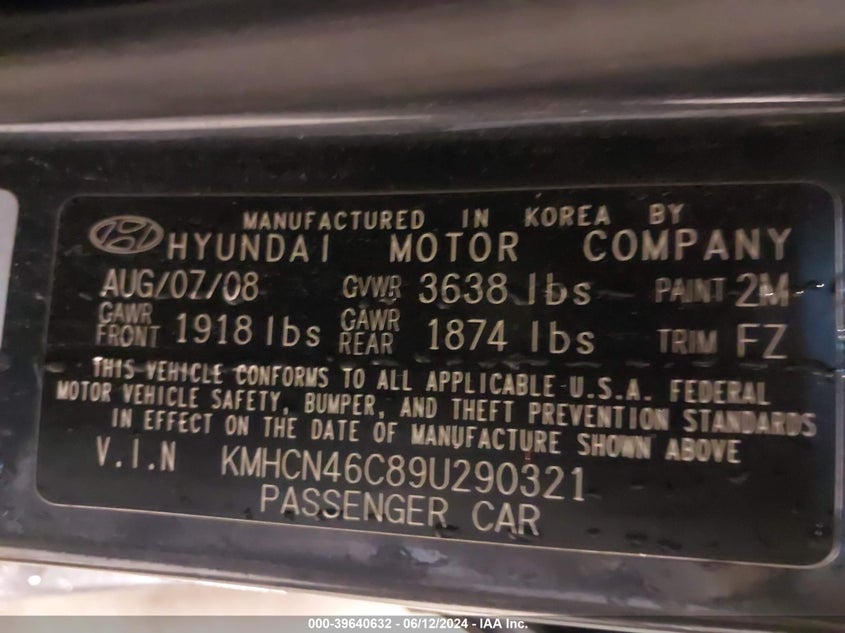 MANUFACTURED IN KOREA BY
HYUNDAI MOTOR COMPANY
AUG/07/08 GVWR 3638 lbs PAINT 2M
GAWR FRONT 1918 lbs GAWR REAR 1874 lbs TRIM FZ
THIS VEHICLE CONFORMS TO ALL APPLICABLE U.S.A. FEDERAL
MOTOR VEHICLE SAFETY, BUMPER, AND THEFT PREVENTION STANDARDS
IN EFFECT ON THE DATE OF MANUFACTURE SHOWN ABOVE
V.I.N KMHCN46C89U290321
PASSENGER CAR
000-39640632 - 06/12/2024 - IAA Inc.